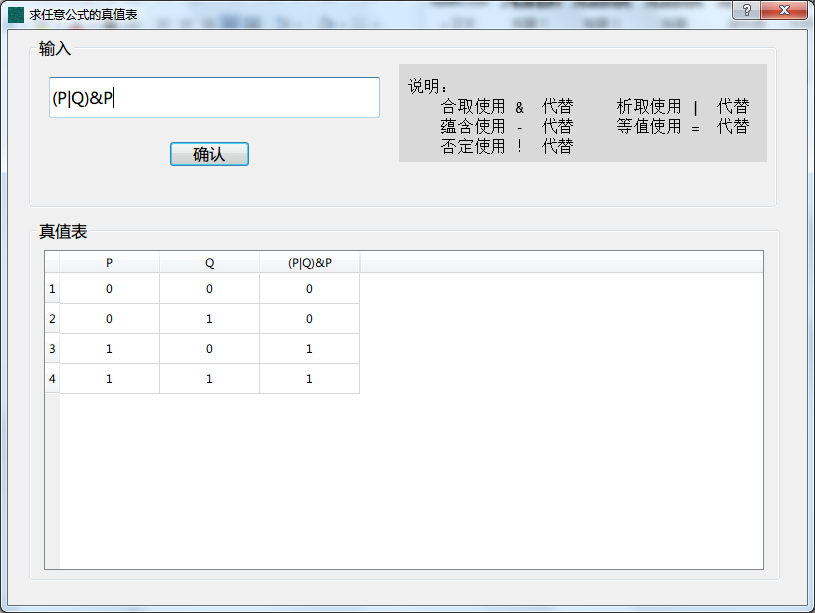 求任意公式的真值表
?
输入
(P|Q)&P
确认
说明:
合取使用 & 代替 析取使用 | 代替
蕴含使用 - 代替 等值使用 = 代替
否定使用 ! 代替
真值表
P Q (P|Q)&P
1 0 0 0
2 0 1 0
3 1 0 1
4 1 1 1